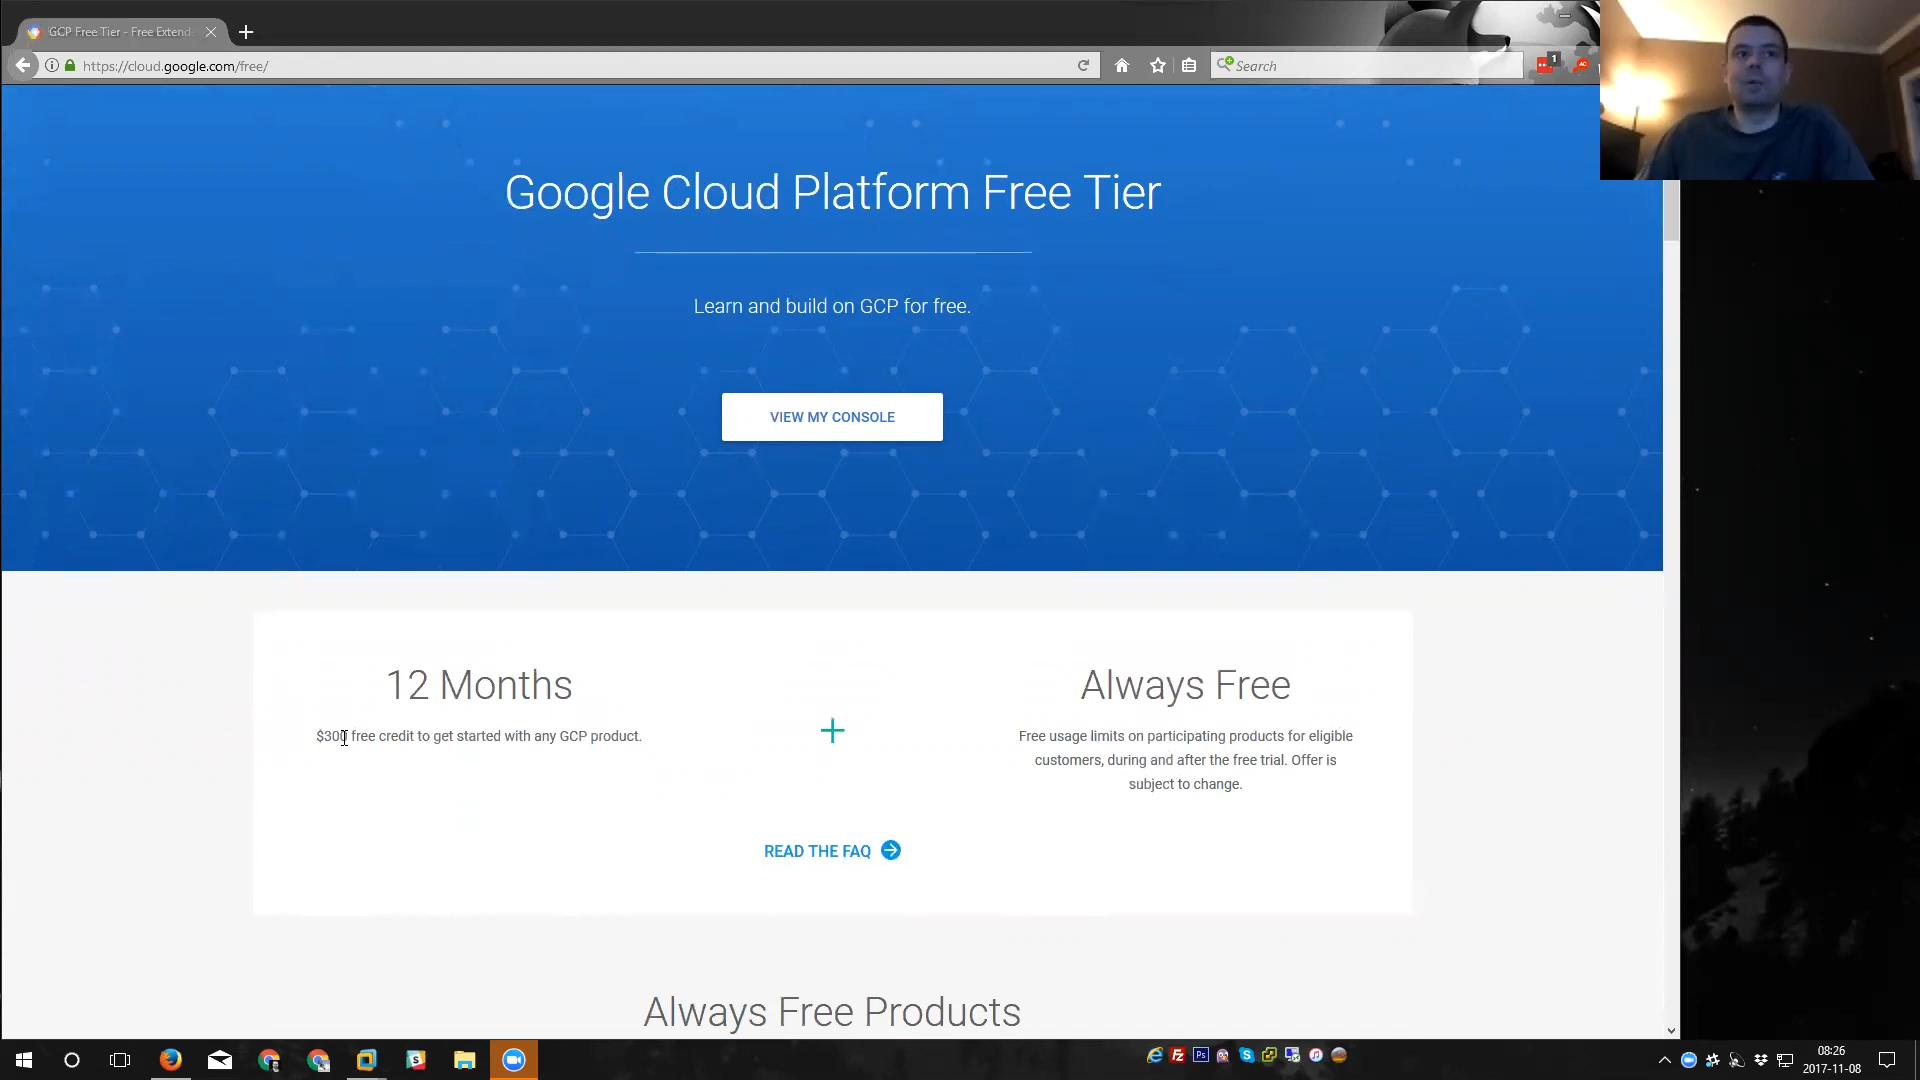 GCP Free Tier - Free Extend
https://cloud.google.com/free/
Search
1
Google Cloud Platform Free Tier
Learn and build on GCP for free.
VIEW MY CONSOLE
12 Months
$300 free credit to get started with any GCP product.
Always Free
Free usage limits on participating products for eligible
customers, during and after the free trial. Offer is
subject to change.
READ THE FAQ
Always Free Products
08:26
2017-11-08